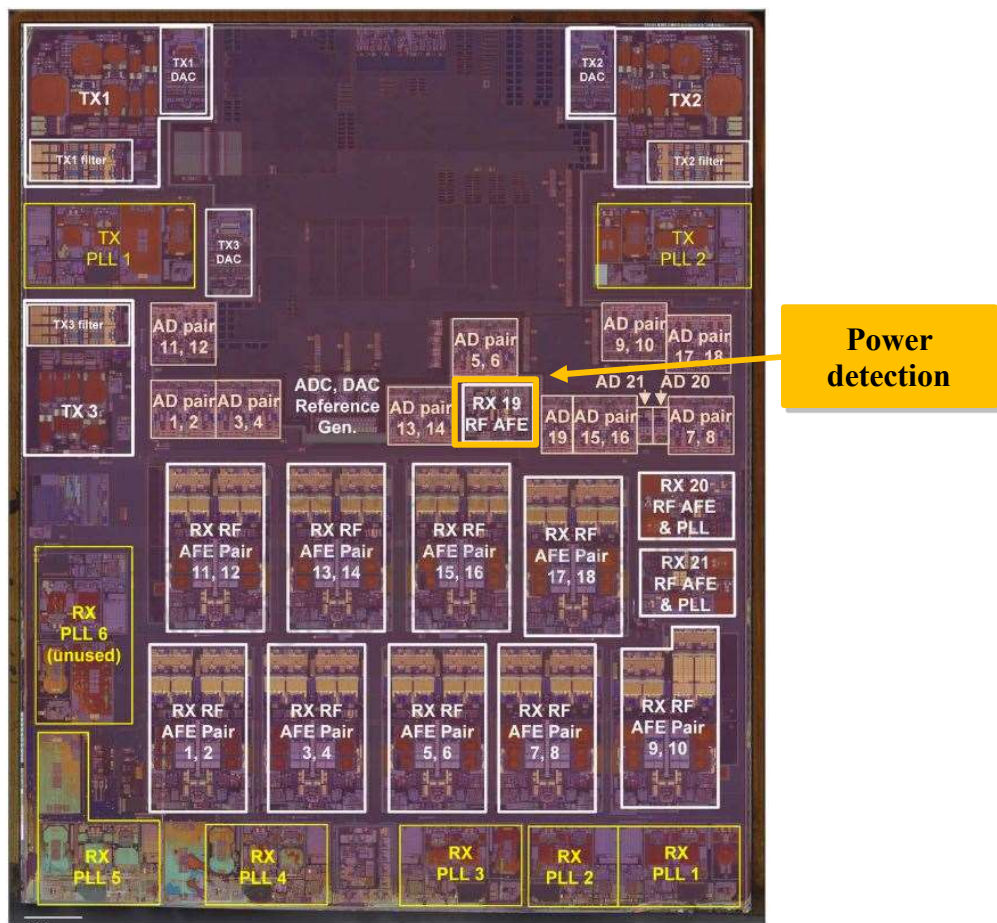 TX1
TX1
DAC
TX1 filter
TX2
DAC
TX2
TX2 filter
TX
PLL 1
TX3
DAC
TX
PLL 2
TX3 filter
TX 3
AD pair
11, 12
AD pair
5, 6
AD pair
9, 10
AD pair
17, 18
Power
detection
AD pair
1, 2
AD pair
3, 4
ADC, DAC
Reference
Gen.
AD pair
13, 14
RX 19
RF AFE
AD 21
AD 20
AD
19
AD pair
15, 16
AD pair
7, 8
RX RF
AFE Pair
11, 12
RX RF
AFE Pair
13, 14
RX RF
AFE Pair
15, 16
RX RF
AFE Pair
17, 18
RX 20
RF AFE
& PLL
RX 21
RF AFE
& PLL
RX
PLL 6
(unused)
RX RF
AFE Pair
1, 2
RX RF
AFE Pair
3, 4
RX RF
AFE Pair
5, 6
RX RF
AFE Pair
7, 8
RX RF
AFE Pair
9, 10
RX
PLL 5
RX
PLL 4
RX
PLL 3
RX
PLL 2
RX
PLL 1